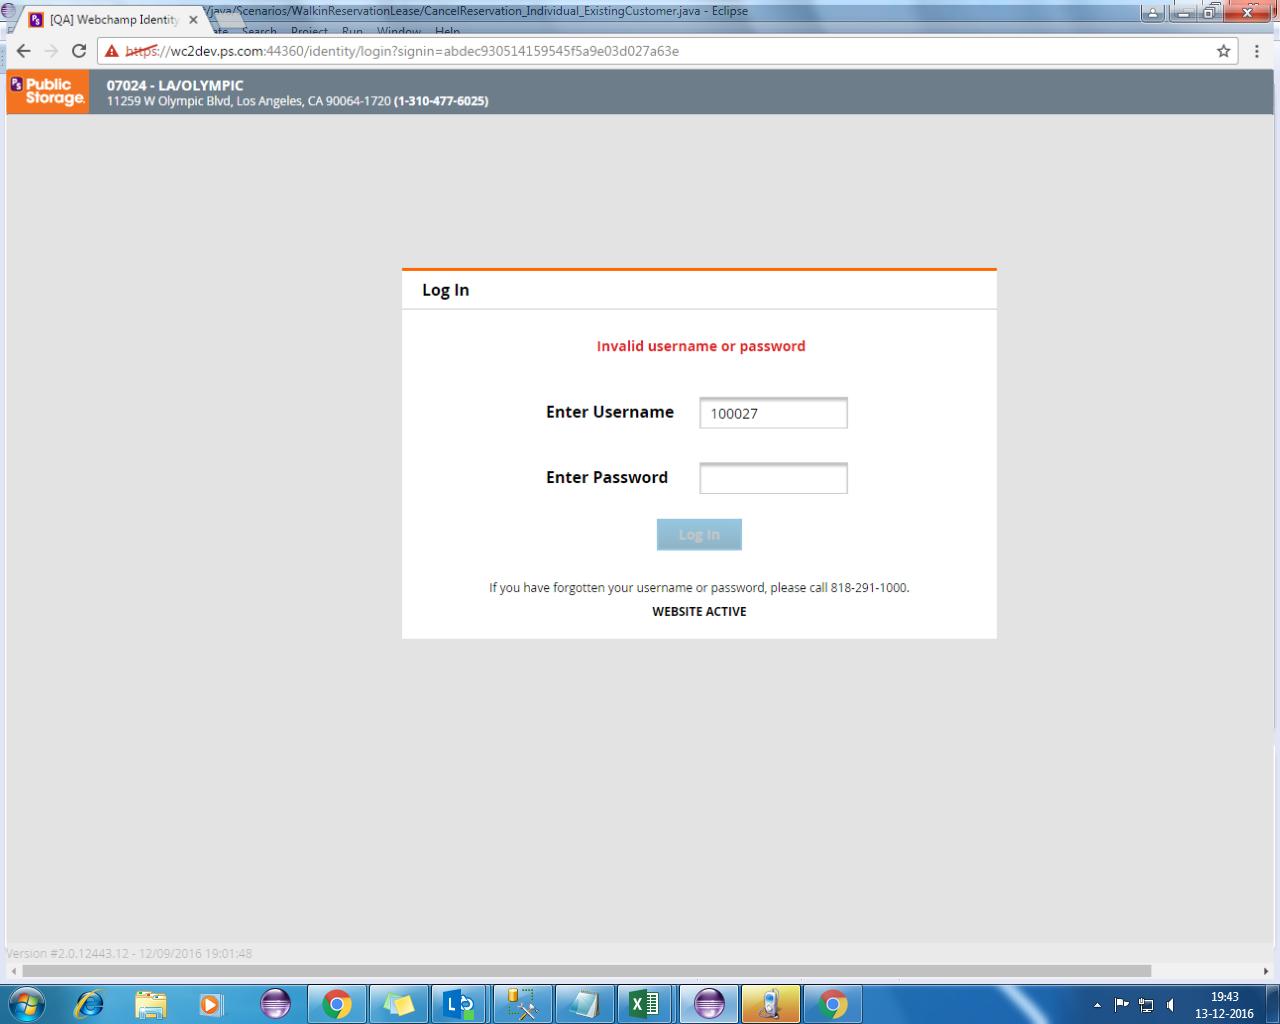 [QA] Webchamp Identity
/java/Scenarios/WalkinReservationLease/CancelReservation_Individual_ExistingCustomer.java - Eclipse
Search Project Run Window Help
https://wc2dev.ps.com:44360/identity/login?signin=abdec930514159545f5a9e03d027a63e
Public
Storage
07024 - LA/OLYMPIC
11259 W Olympic Blvd, Los Angeles, CA 90064-1720 (1-310-477-6025)
Log In
Invalid username or password
Enter Username
100027
Enter Password
Log In
If you have forgotten your username or password, please call 818-291-1000.
WEBSITE ACTIVE
Version #2.0.12443.12 - 12/09/2016 19:01:48
19:43
13-12-2016